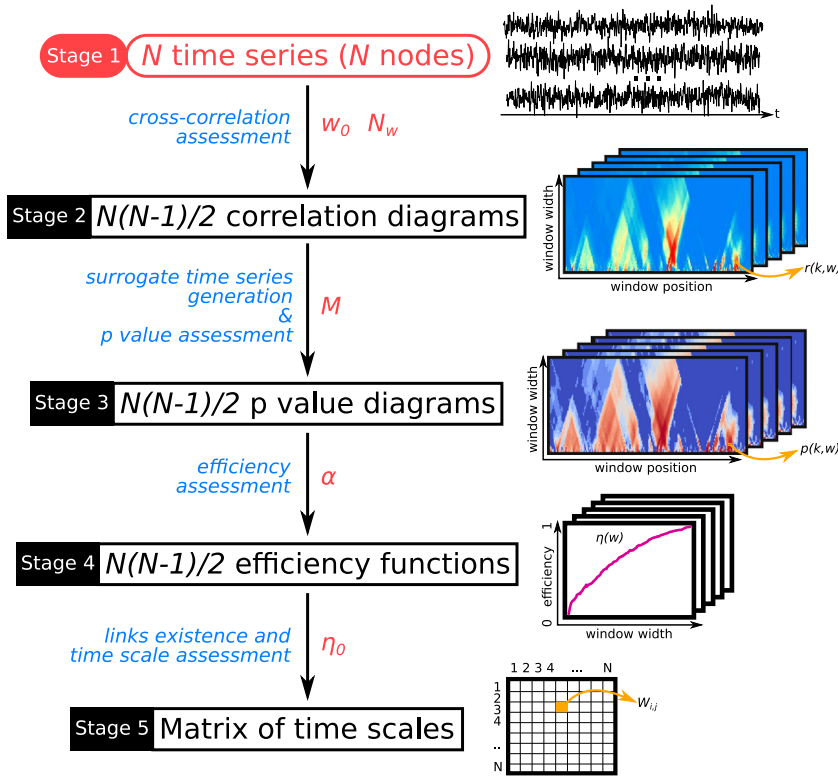 Stage 1 N time series (N nodes)
t
cross-correlation
assessment
w0 Nw
Stage 2 N(N-1)/2 correlation diagrams
window width
window position
r(k,w)
surrogate time series
generation
&
p value assessment
M
Stage 3 N(N-1)/2 p value diagrams
window width
window position
p(k,w)
efficiency
assessment
α
Stage 4 N(N-1)/2 efficiency functions
0 efficiency 1
η(w)
window width
links existence and
time scale assessment
η0
Stage 5 Matrix of time scales
1 2 3 4 ... N
1
2
3
4
..
N
Wi,j